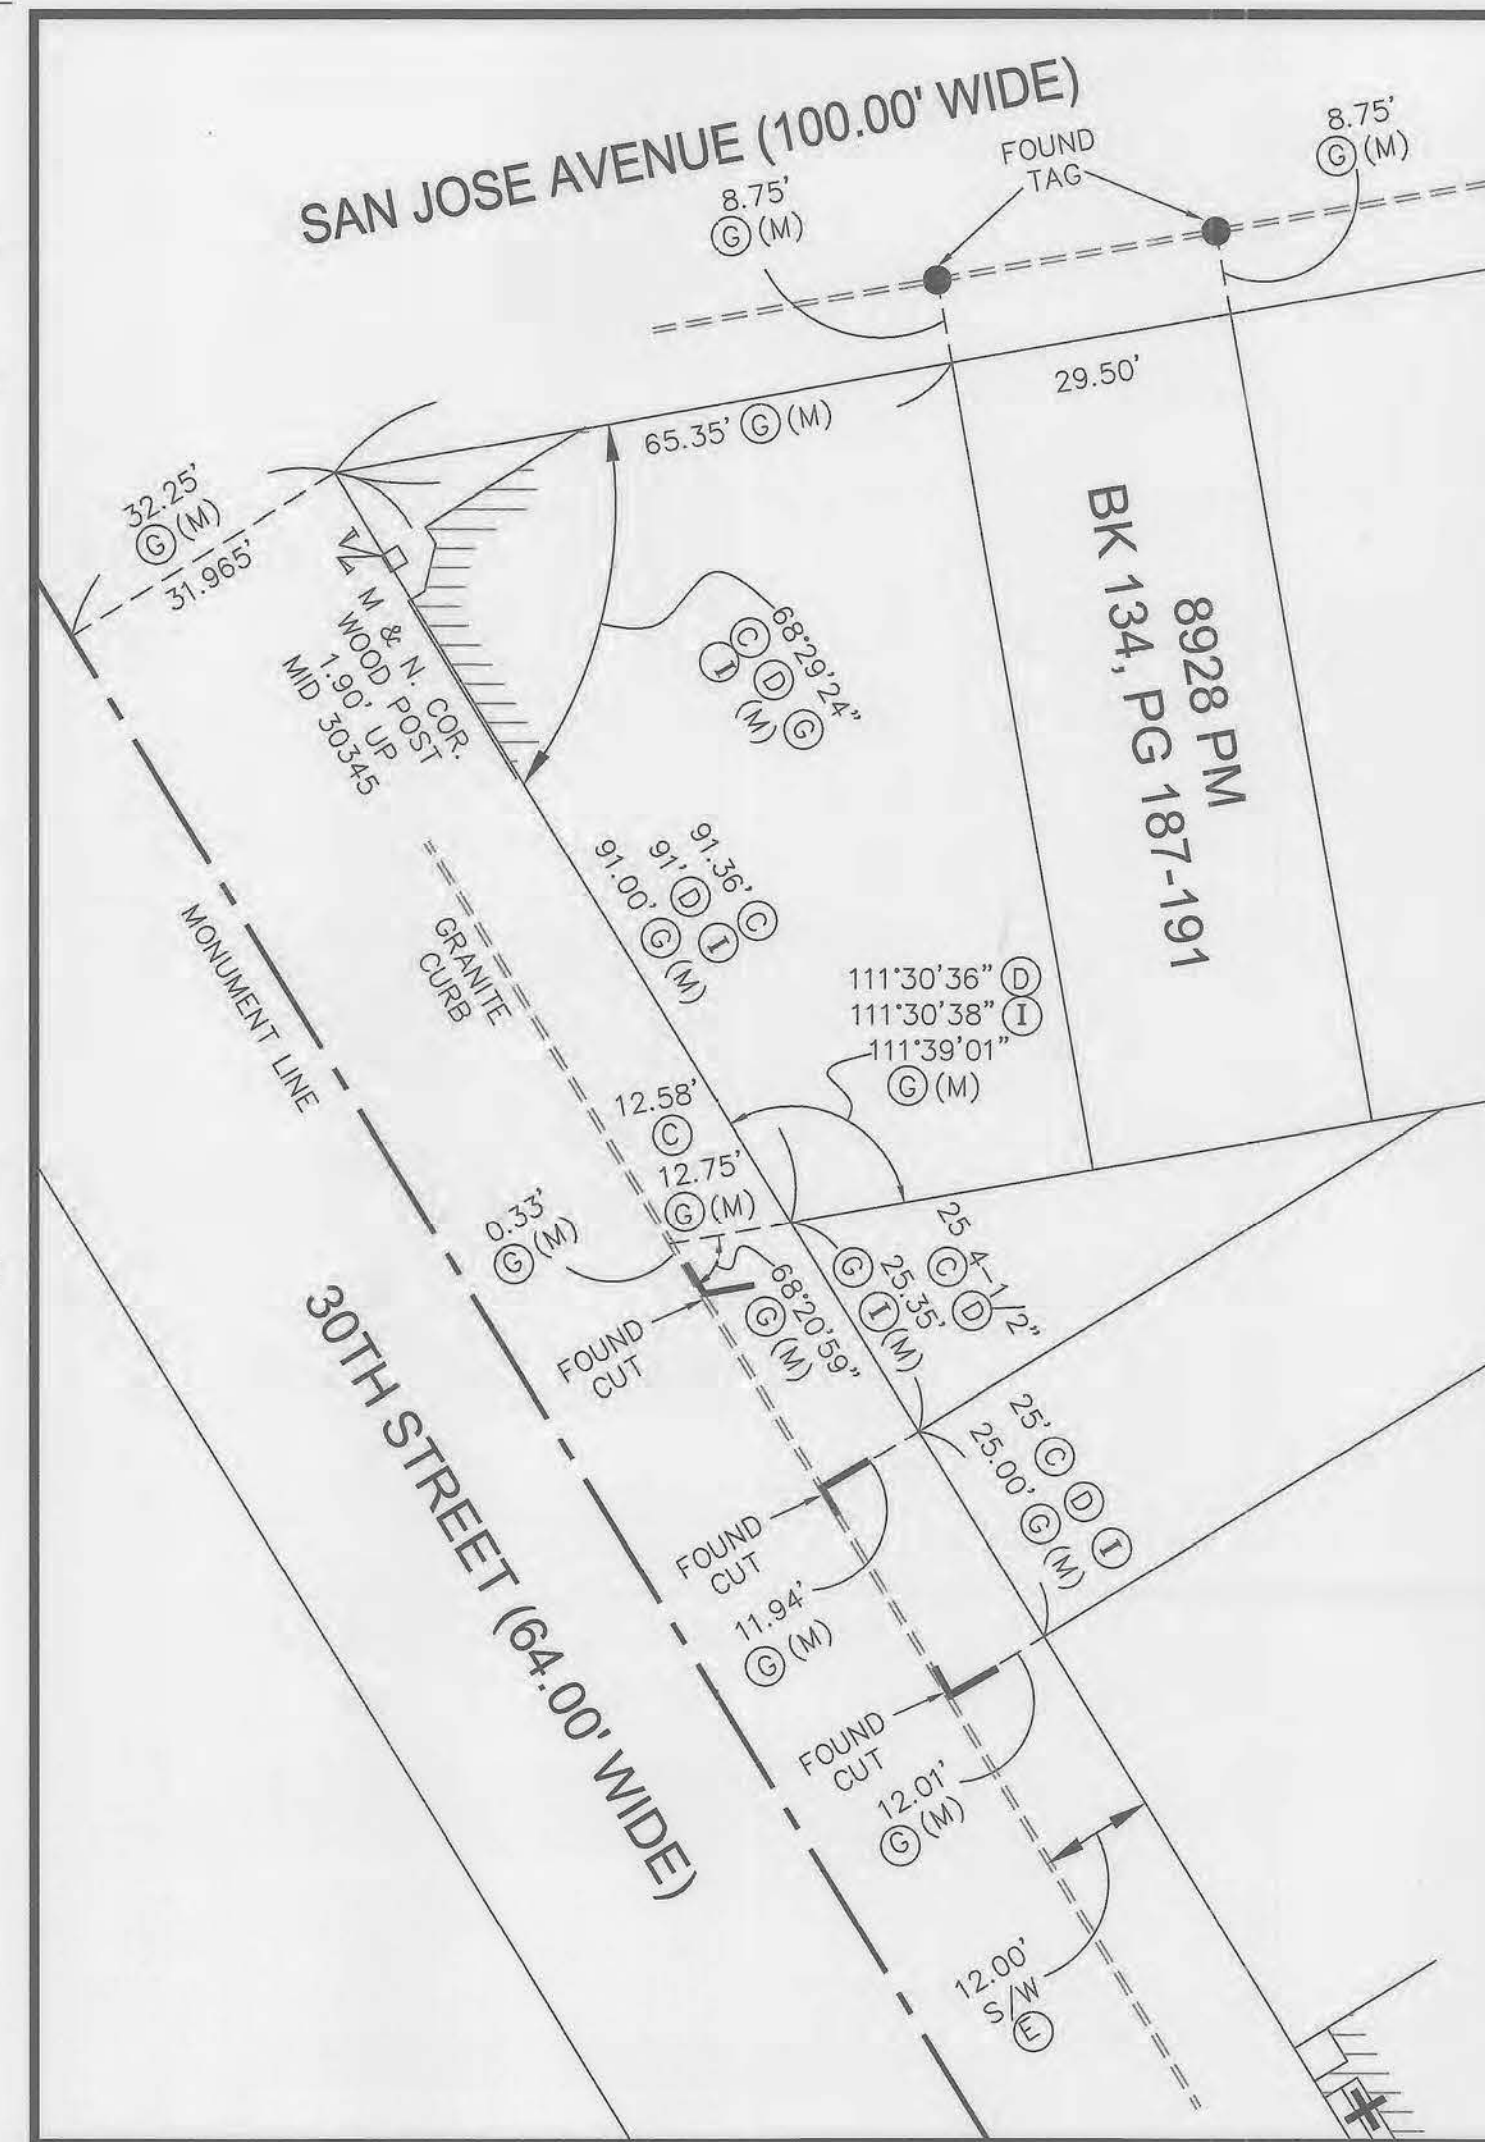 SAN JOSE AVENUE (100.00' WIDE)
8.75'
G (M)
FOUND
TAG
8.75'
G (M)
29.50'
65.35' G (M)
32.25'
G (M)
31.965'
M & N. COR.
WOOD POST
1.90' UP
MID 30345
68°29'24"
C D G
I (M)
8928 PM
BK 134, PG 187-191
91.36' C
91' D I
91.00' G (M)
MONUMENT LINE
GRANITE
CURB
111°30'36" D
111°30'38" I
111°39'01"
G (M)
12.58'
C
12.75'
G (M)
0.33'
G (M)
25 4-1/2"
C D
25.35'
G I (M)
68°20'59"
G (M)
FOUND
CUT
30TH STREET (64.00' WIDE)
25' C D I
25.00' G (M)
FOUND
CUT
11.94'
G (M)
FOUND
CUT
12.01'
G (M)
12.00'
S/W
E